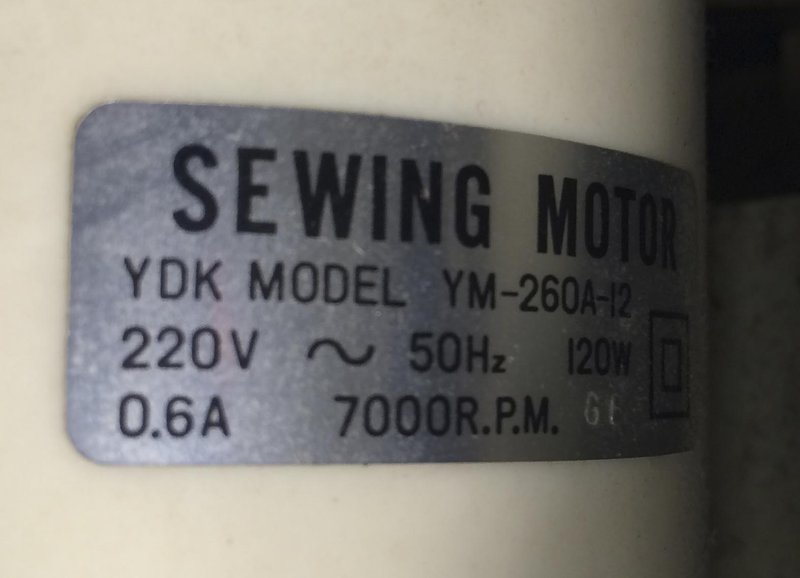 SEWING MOTOR
YDK MODEL YM-260A-12
220V ~ 50Hz 120W
0.6A 7000R.P.M.